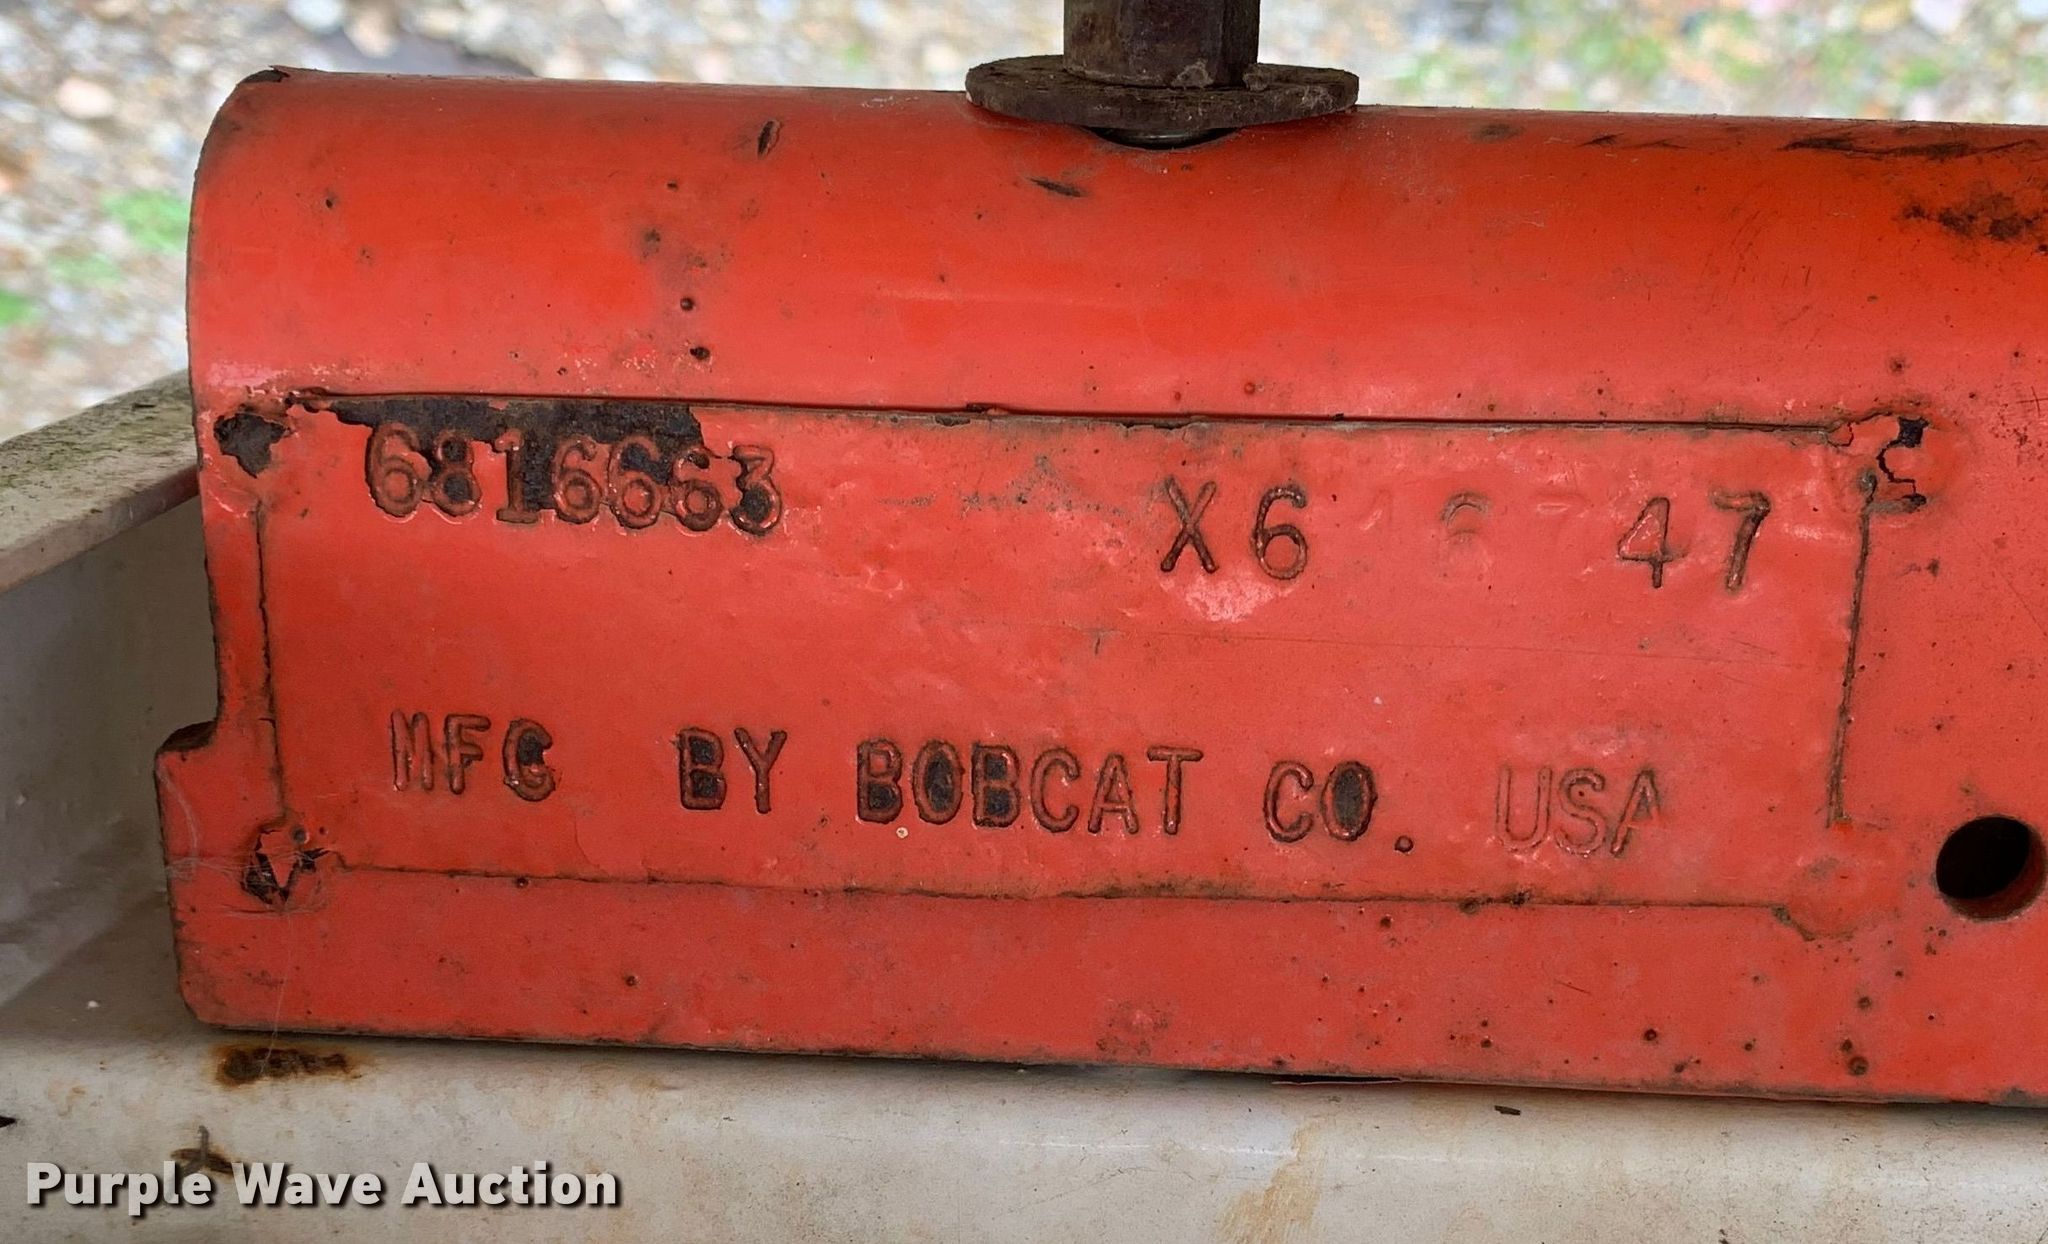 6816663 X6 47
MFG BY BOBCAT CO. USA
Purple Wave Auction